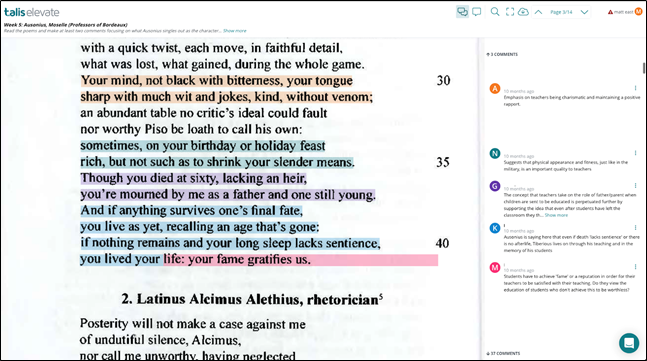 talis elevate
Page 3/16
matt east
M
Week 5: Ausonius, Moselle (Professors of Bordeaux)
Read the poems and make at least two comments focusing on what Ausonius singles out as the character... Show more
with a quick twist, each move, in faithful detail,
what was lost, what gained, during the whole game.
Your mind, not black with bitterness, your tongue 30
sharp with much wit and jokes, kind, without venom;
an abundant table no critic's ideal could fault
nor worthy Piso be loath to call his own:
sometimes, on your birthday or holiday feast
rich, but not such as to shrink your slender means. 35
Though you died at sixty, lacking an heir,
you're mourned by me as a father and one still young.
And if anything survives one's final fate,
you live as yet, recalling an age that's gone:
if nothing remains and your long sleep lacks sentience, 40
you lived your life: your fame gratifies us.
2. Latinus Alcimus Alethius, rhetorician5
Posterity will not make a case against me
of undutiful silence, Alcimus,
nor call me unworthy, having neglected
3 COMMENTS
A
10 months ago
Emphasis on teachers being charismatic and maintaining a positive
rapport.
N
10 months ago
Suggests that physical appearance and fitness, just like in the
military, is an important quality to teachers
G
10 months ago
The concept that teachers take on the role of father/parent when
children are sent to be educated is perpetuated further by
supporting the idea that even after students have left the
classroom they th... Show more
K
10 months ago
Ausonius is saying here that even if death 'lacks sentience' or there
is no afterlife, Tiberious lives on through his teaching and in the
memory of his students
M
10 months ago
Students have to achieve 'fame' or a reputation in order for their
teachers to be satisfied with their teaching. Do they view the
education of students who don't achieve this to be worthless?
37 COMMENTS